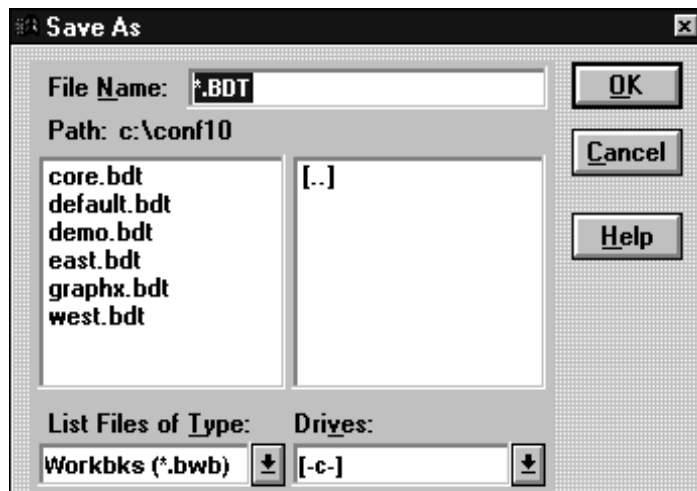 Save As
File Name: *.BDT
OK
Path: c:\conf10
Cancel
core.bdt
default.bdt
demo.bdt
east.bdt
graphx.bdt
west.bdt
[..]
Help
List Files of Type:
Drives:
Workbks (*.bwb)
[-c-]